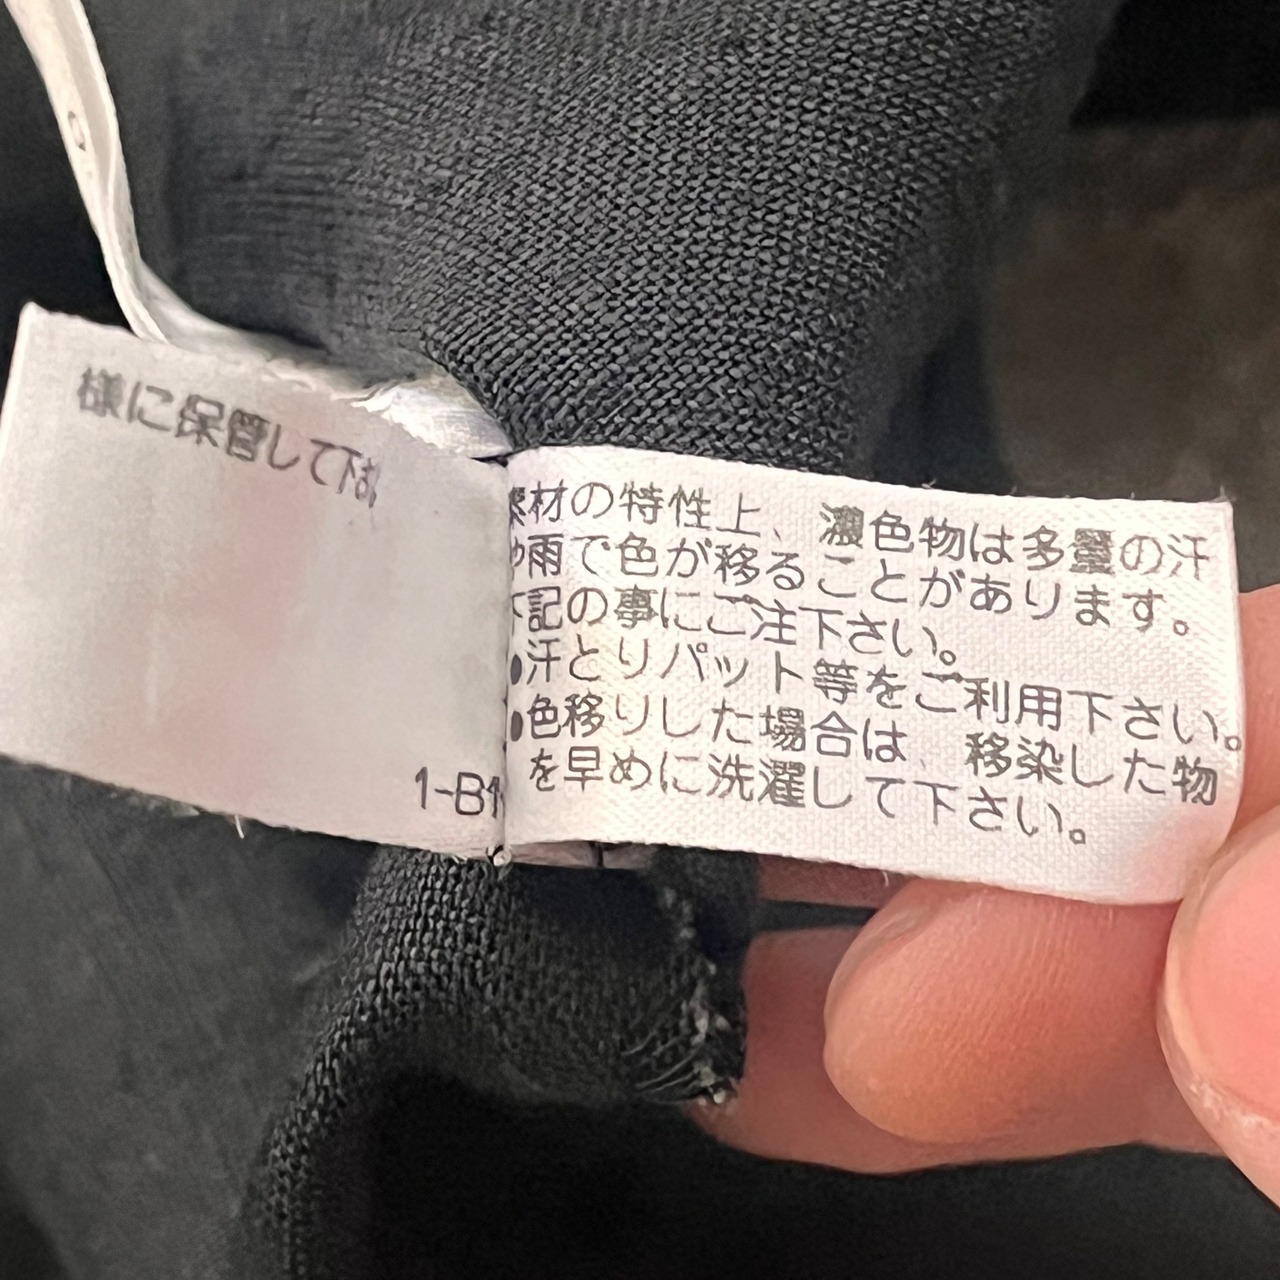 様に保管して下さ
1-B1
素材の特性上、濃色物は多量の汗
や雨で色が移ることがあります。
下記の事にご注下さい。
●汗とりパット等をご利用下さい。
●色移りした場合は、移染した物
を早めに洗濯して下さい。